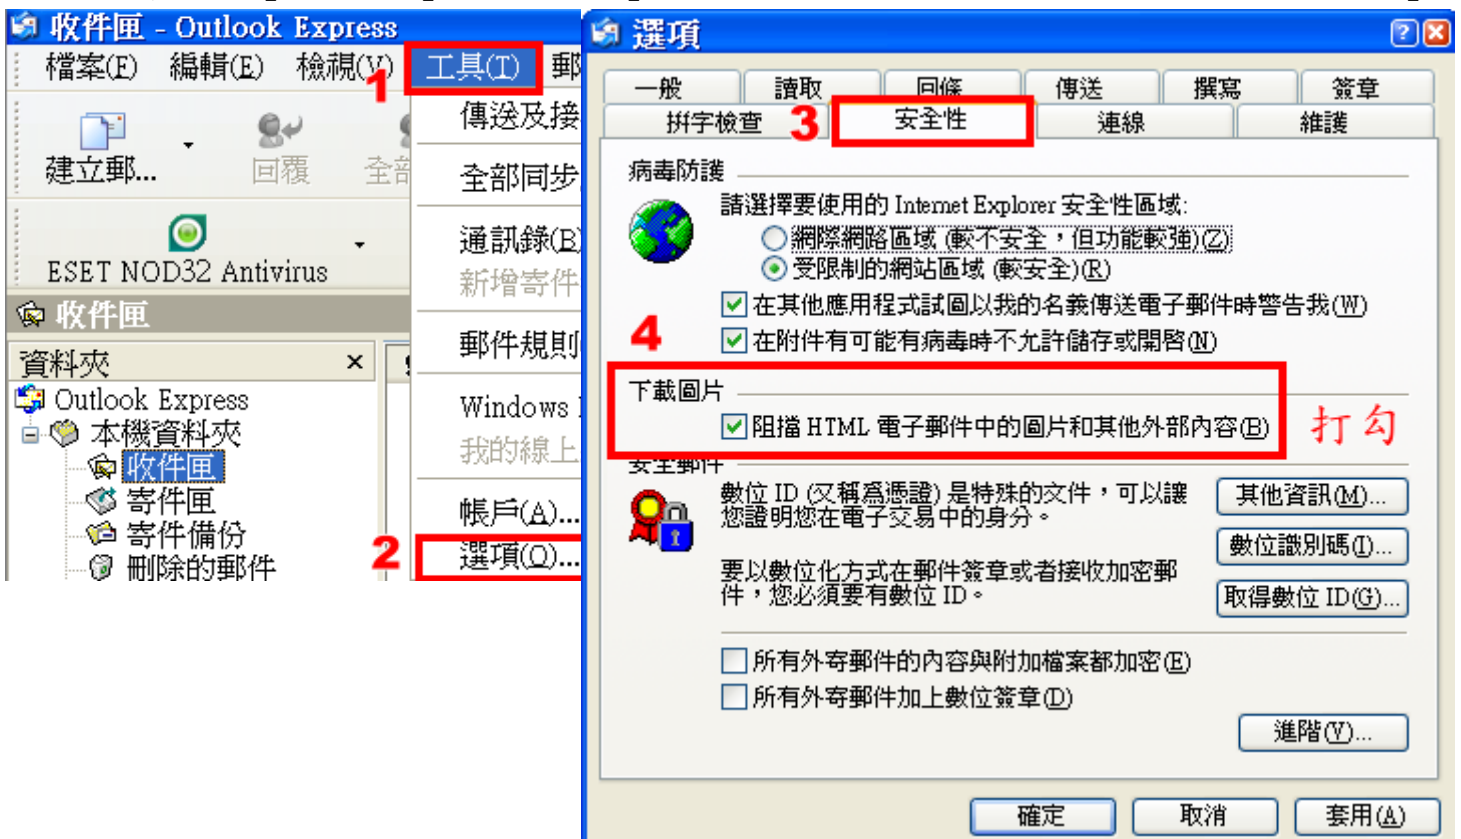 收件匣 - Outlook Express
檔案(F) 編輯(E) 檢視(V) 工具(T) 郵
1
建立郵... 回覆 全部
ESET NOD32 Antivirus
收件匣
資料夾 ×
Outlook Express
本機資料夾
收件匣
寄件匣
寄件備份
刪除的郵件
傳送及接
全部同步
通訊錄(B)
新增寄件
郵件規則
Windows
我的線上
帳戶(A)...
2
選項(O)...
選項
一般 讀取 回條 傳送 撰寫 簽章
拼字檢查 3 安全性 連線 維護
病毒防護
請選擇要使用的 Internet Explorer 安全性區域:
網際網路區域 (較不安全，但功能較強)(Z)
受限制的網站區域 (較安全)(R)
在其他應用程式試圖以我的名義傳送電子郵件時警告我(W)
4
在附件有可能有病毒時不允許儲存或開啓(N)
下載圖片
阻擋 HTML 電子郵件中的圖片和其他外部內容(B)
打勾
安全郵件
數位 ID (又稱爲憑證) 是特殊的文件，可以讓
您證明您在電子交易中的身分。
其他資訊(M)...
數位識別碼(I)...
要以數位化方式在郵件簽章或者接收加密郵
件，您必須要有數位 ID。
取得數位 ID(G)...
所有外寄郵件的內容與附加檔案都加密(E)
所有外寄郵件加上數位簽章(D)
進階(V)...
確定 取消 套用(A)